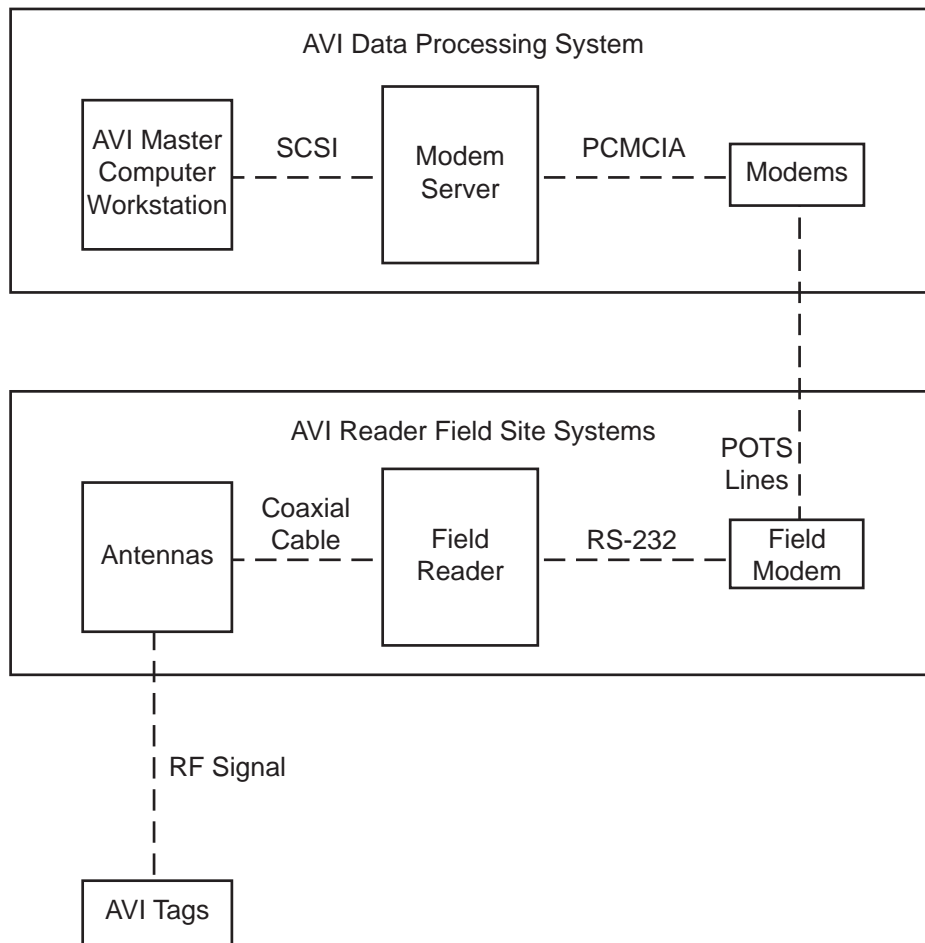 AVI Data Processing System
AVI Master
Computer
Workstation
SCSI
Modem
Server
PCMCIA
Modems
AVI Reader Field Site Systems
POTS
Lines
Antennas
Coaxial
Cable
Field
Reader
RS-232
Field
Modem
RF Signal
AVI Tags